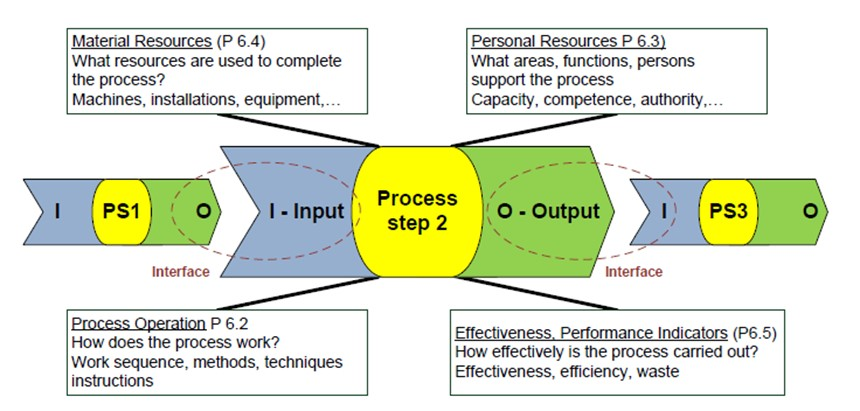 Material Resources (P 6.4)
What resources are used to complete
the process?
Machines, installations, equipment,…
Personal Resources P 6.3)
What areas, functions, persons
support the process
Capacity, competence, authority,…
I
PS1
O
I - Input
Process
step 2
O - Output
I
PS3
O
Interface
Interface
Process Operation P 6.2
How does the process work?
Work sequence, methods, techniques
instructions
Effectiveness, Performance Indicators (P6.5)
How effectively is the process carried out?
Effectiveness, efficiency, waste